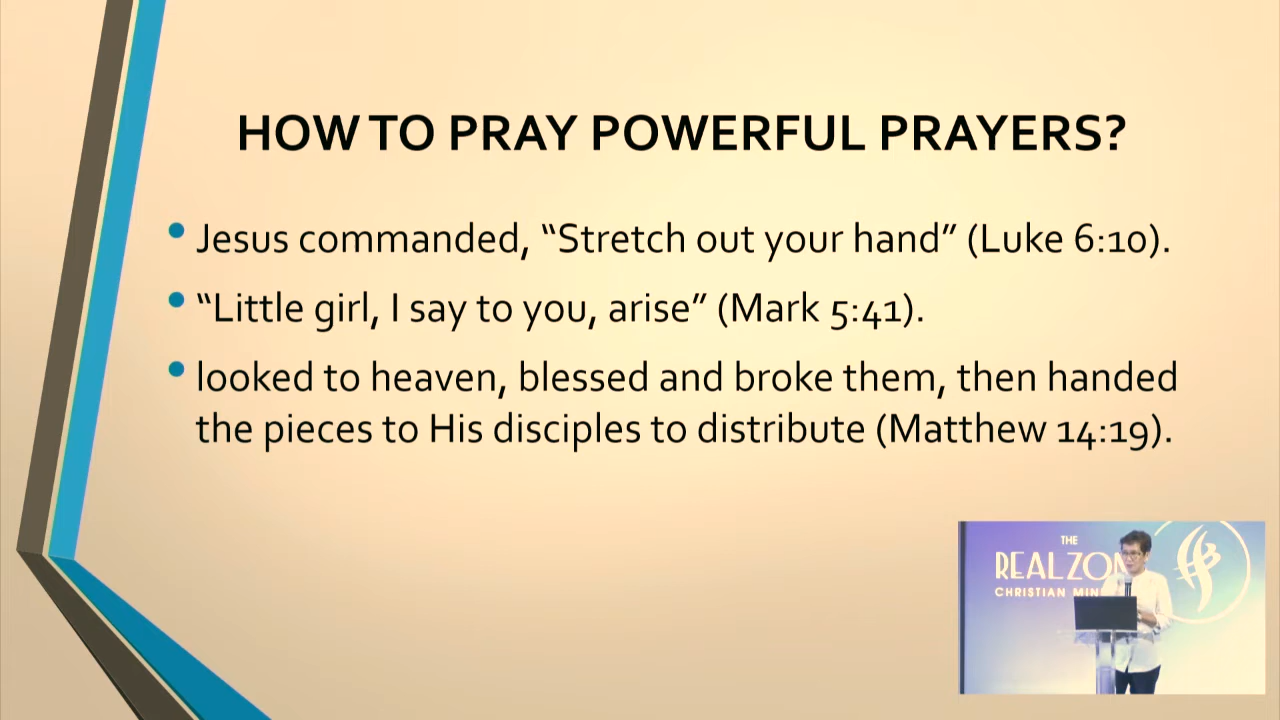 HOW TO PRAY POWERFUL PRAYERS?
• Jesus commanded, “Stretch out your hand” (Luke 6:10).
• “Little girl, I say to you, arise” (Mark 5:41).
• looked to heaven, blessed and broke them, then handed
the pieces to His disciples to distribute (Matthew 14:19).
THE
REAL
CHRISTIAN